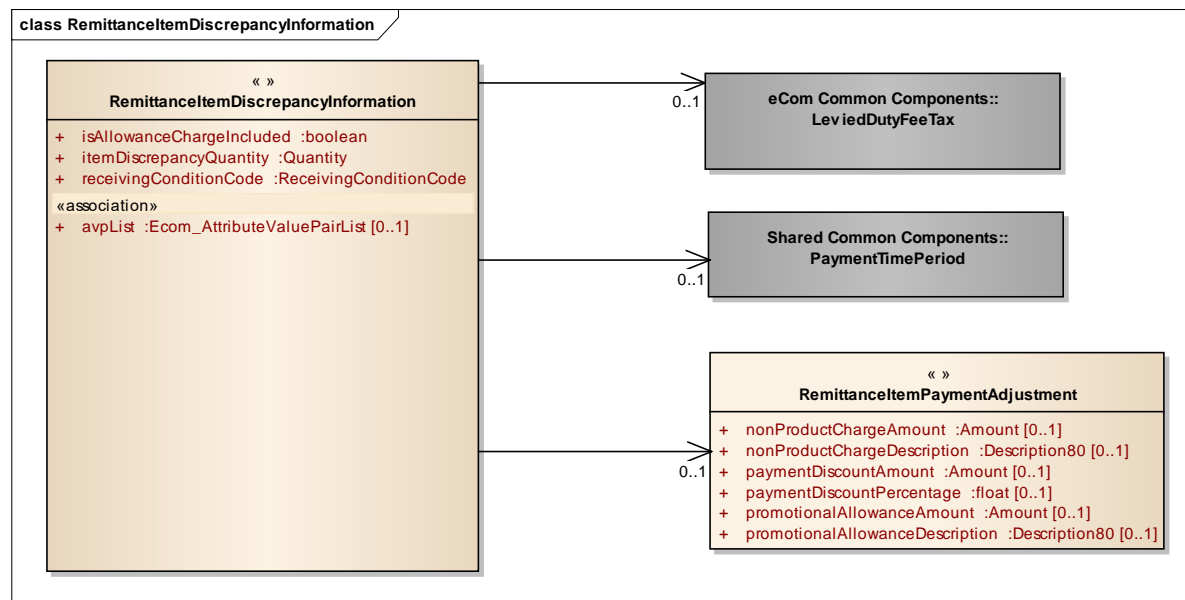 class RemittanceItemDiscrepancyInformation
« »
RemittanceItemDiscrepancyInformation
+ isAllowanceChargeIncluded :boolean
+ itemDiscrepancyQuantity :Quantity
+ receivingConditionCode :ReceivingConditionCode
«association»
+ avpList :Ecom_AttributeValuePairList [0..1]
0..1
eCom Common Components::
LeviedDutyFeeTax
0..1
Shared Common Components::
PaymentTimePeriod
0..1
« »
RemittanceItemPaymentAdjustment
+ nonProductChargeAmount :Amount [0..1]
+ nonProductChargeDescription :Description80 [0..1]
+ paymentDiscountAmount :Amount [0..1]
+ paymentDiscountPercentage :float [0..1]
+ promotionalAllowanceAmount :Amount [0..1]
+ promotionalAllowanceDescription :Description80 [0..1]